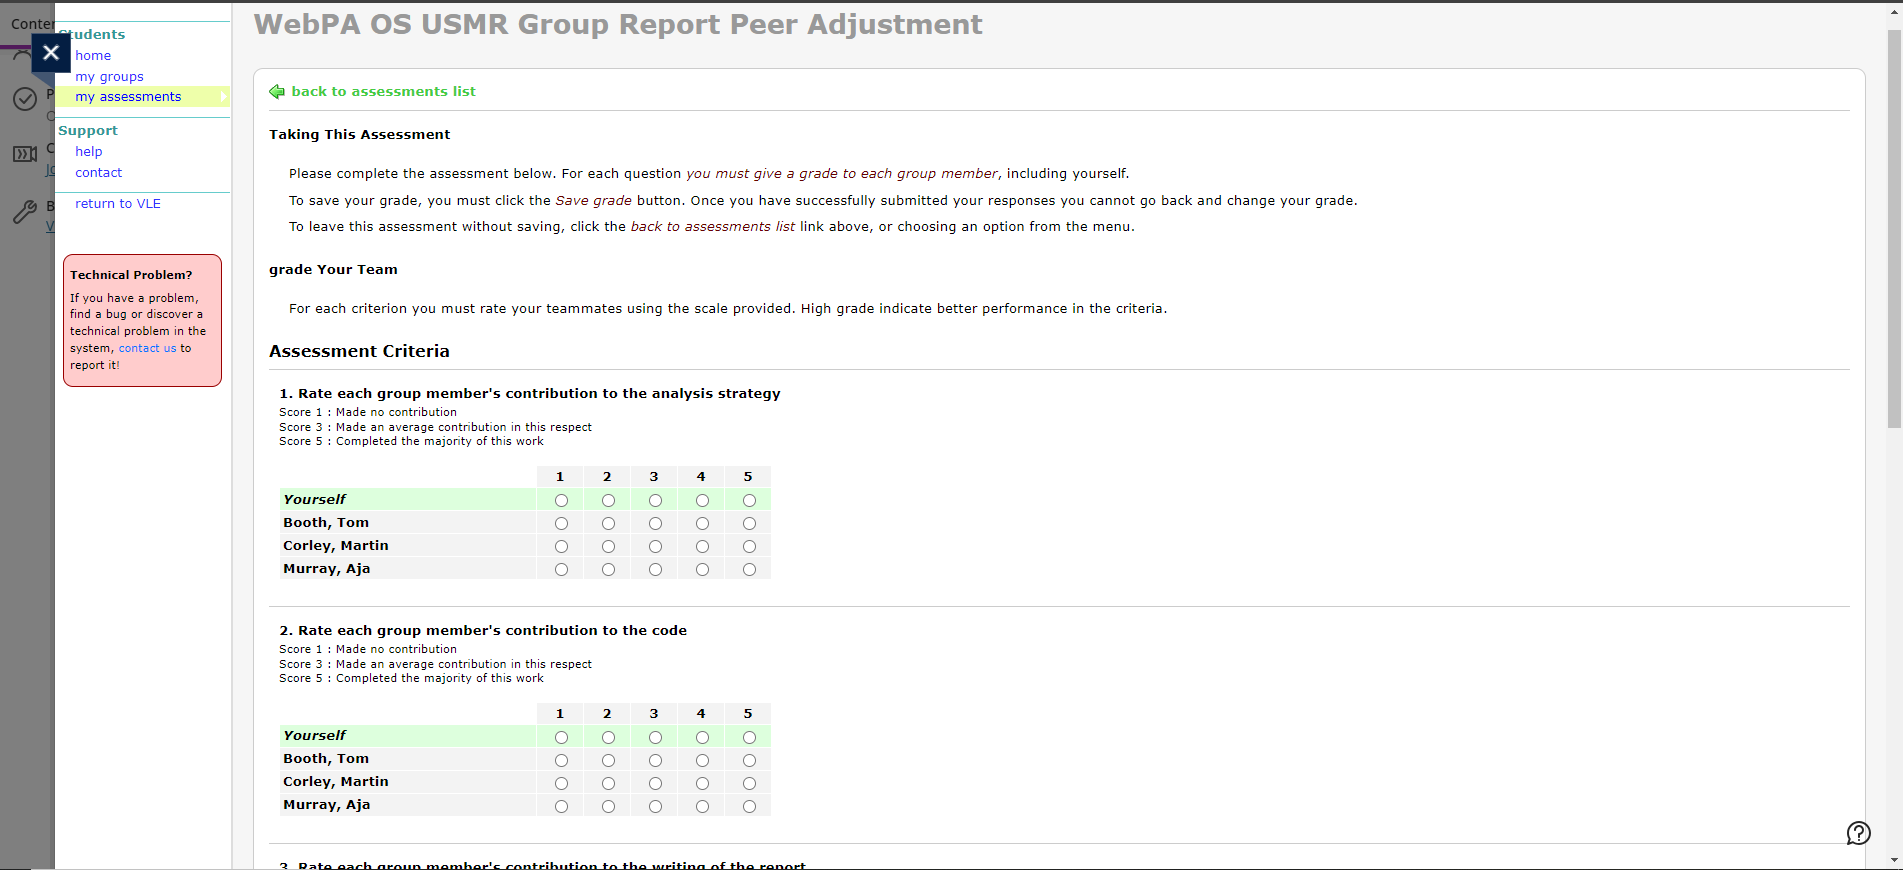 Conter
Students
home
my groups
my assessments
Support
help
contact
return to VLE
Technical Problem?
If you have a problem,
find a bug or discover a
technical problem in the
system, contact us to
report it!
WebPA OS USMR Group Report Peer Adjustment
back to assessments list
Taking This Assessment
Please complete the assessment below. For each question you must give a grade to each group member, including yourself.
To save your grade, you must click the Save grade button. Once you have successfully submitted your responses you cannot go back and change your grade.
To leave this assessment without saving, click the back to assessments list link above, or choosing an option from the menu.
grade Your Team
For each criterion you must rate your teammates using the scale provided. High grade indicate better performance in the criteria.
Assessment Criteria
1. Rate each group member's contribution to the analysis strategy
Score 1 : Made no contribution
Score 3 : Made an average contribution in this respect
Score 5 : Completed the majority of this work
1 2 3 4 5
Yourself
Booth, Tom
Corley, Martin
Murray, Aja
2. Rate each group member's contribution to the code
Score 1 : Made no contribution
Score 3 : Made an average contribution in this respect
Score 5 : Completed the majority of this work
1 2 3 4 5
Yourself
Booth, Tom
Corley, Martin
Murray, Aja
3. Rate each group member's contribution to the writing of the report